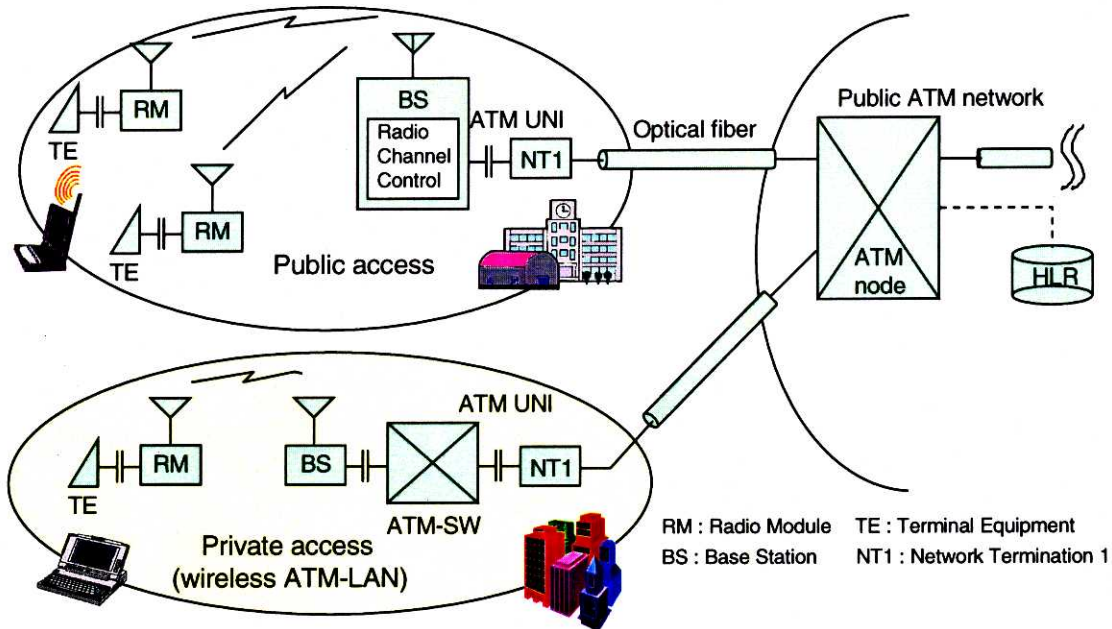 RM
TE
RM
TE
BS
Radio
Channel
Control
ATM UNI
NT1
Public access
Optical fiber
Public ATM network
ATM
node
HLR
ATM UNI
RM
TE
BS
ATM-SW
NT1
Private access
(wireless ATM-LAN)
RM : Radio Module TE : Terminal Equipment
BS : Base Station NT1 : Network Termination 1